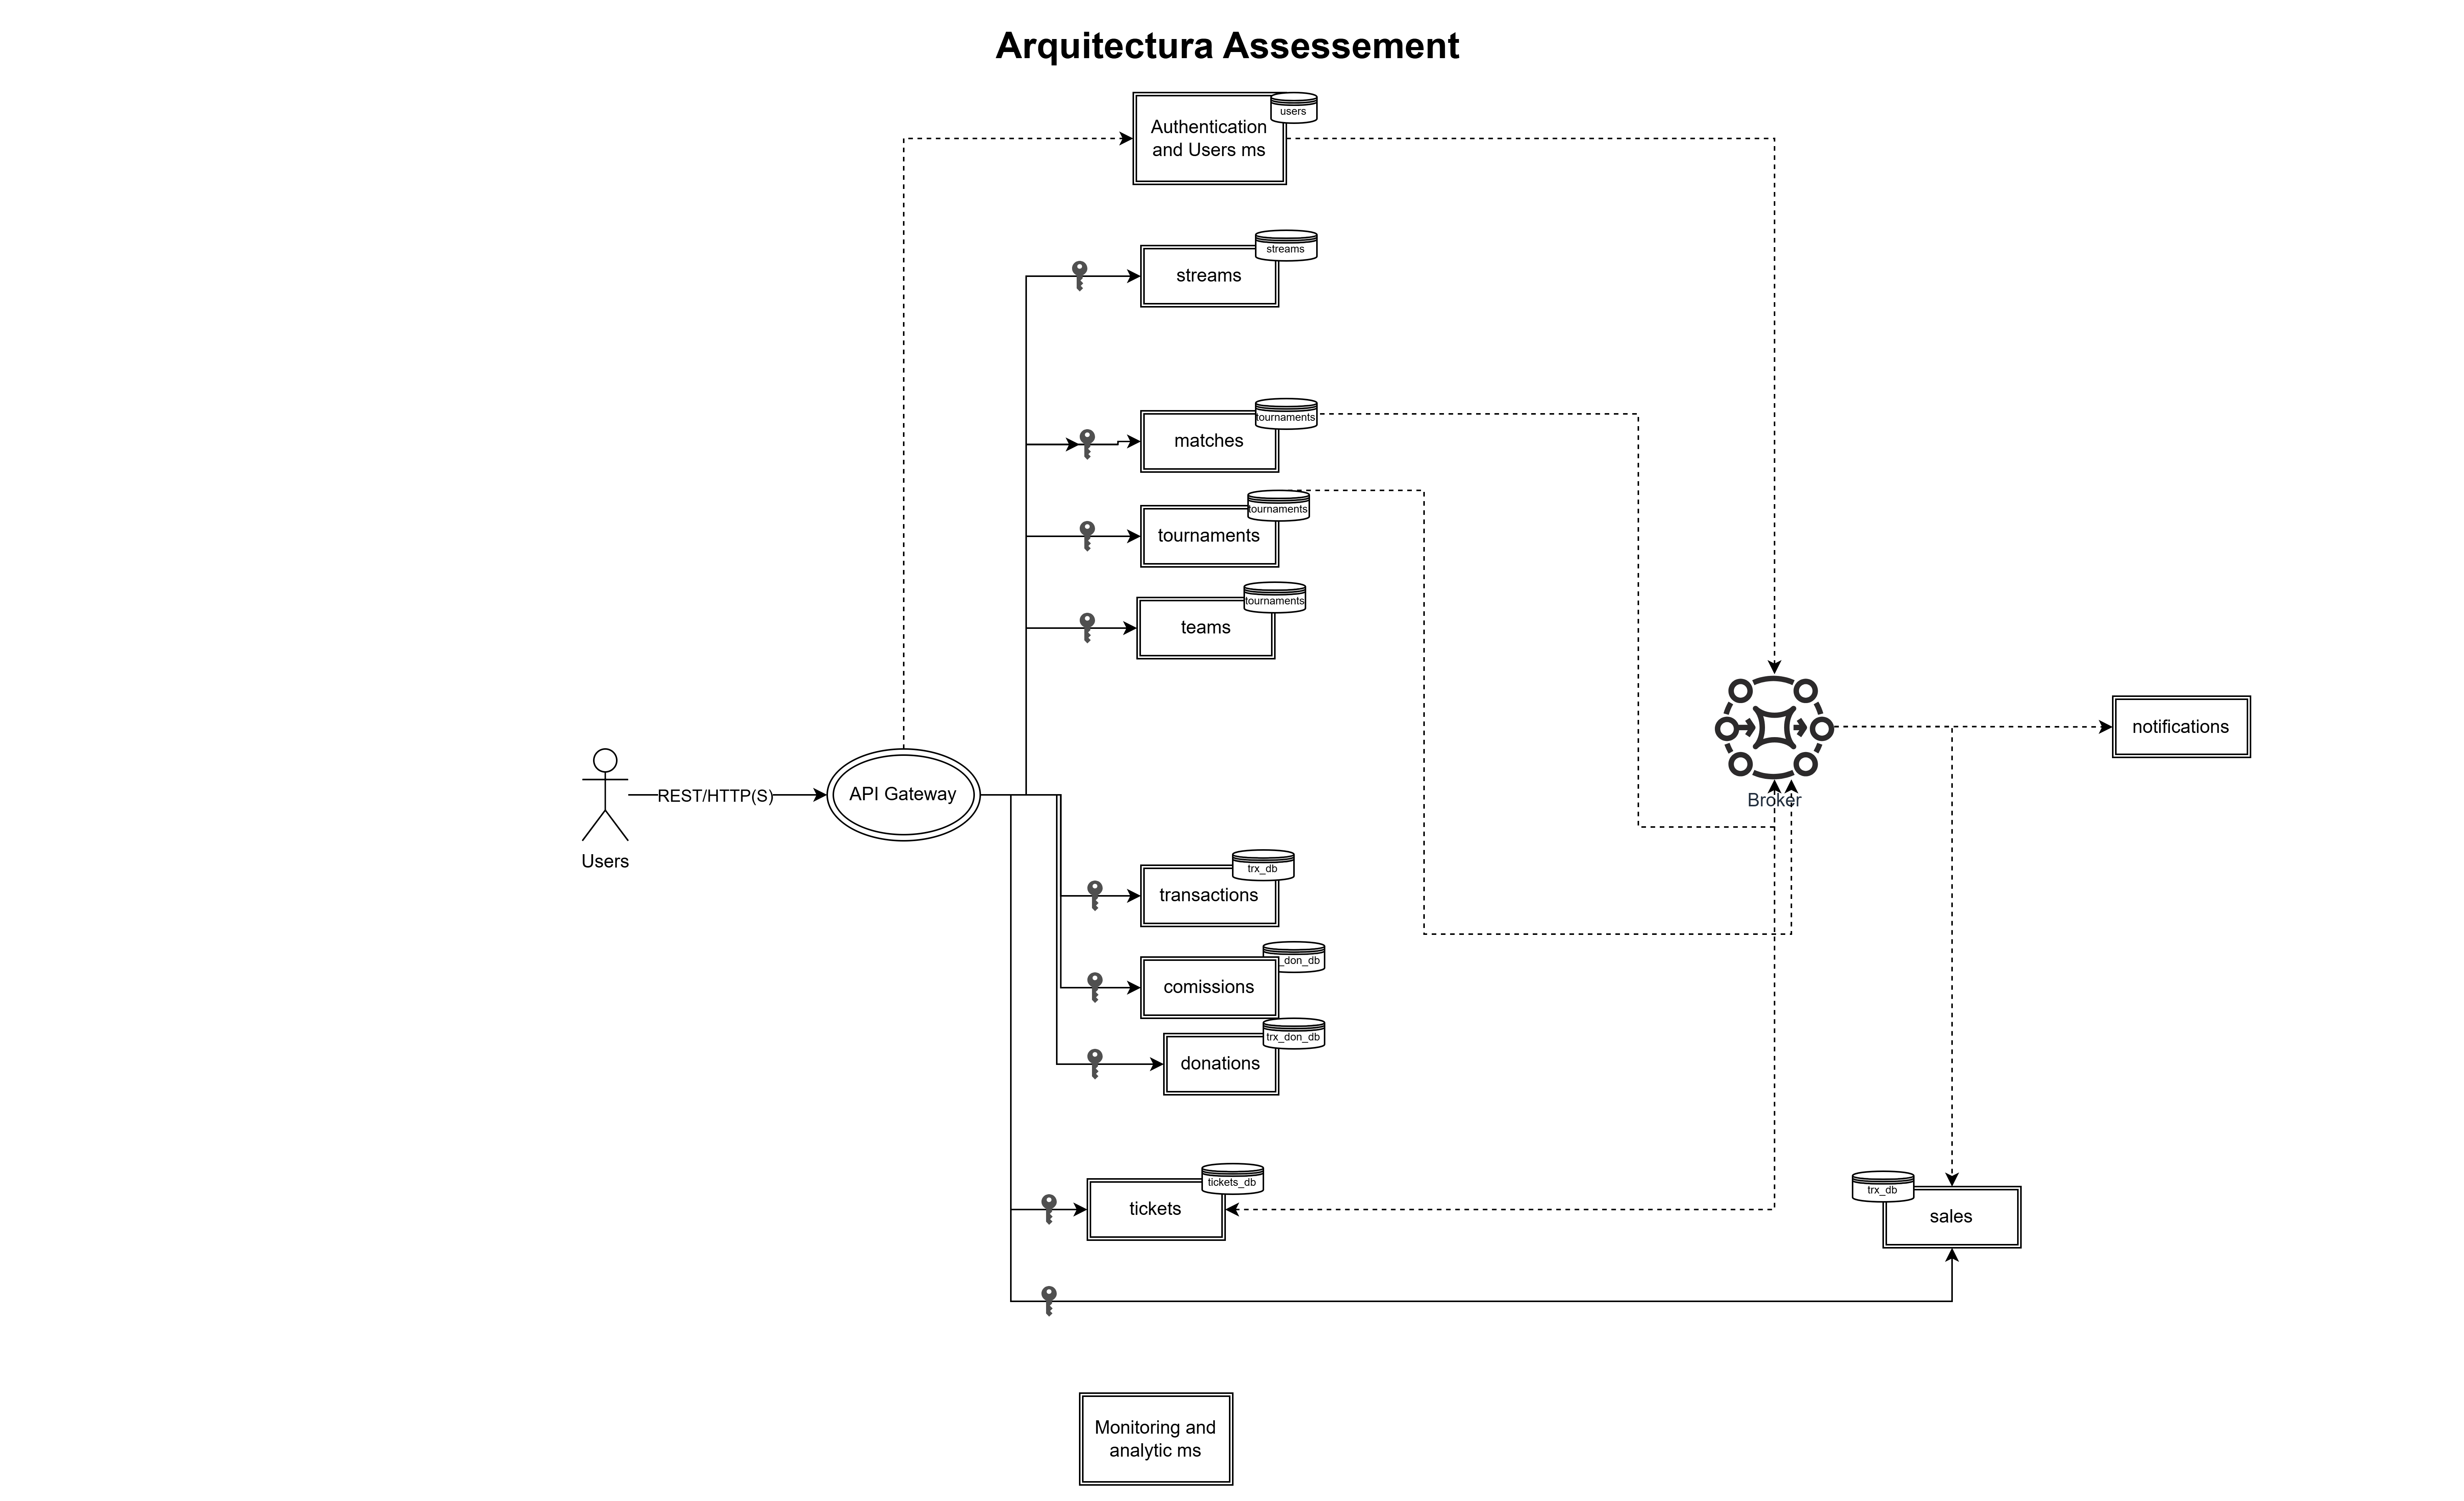 Arquitectura Assessement
users
Authentication
and Users ms
streams
streams
tournaments
matches
tournaments
tournaments
tournaments
teams
notifications
REST/HTTP(S)
API Gateway
Broker
Users
trx_db
transactions
_don_db
comissions
trx_don_db
donations
tickets_db
tickets
trx_db
sales
Monitoring and
analytic ms